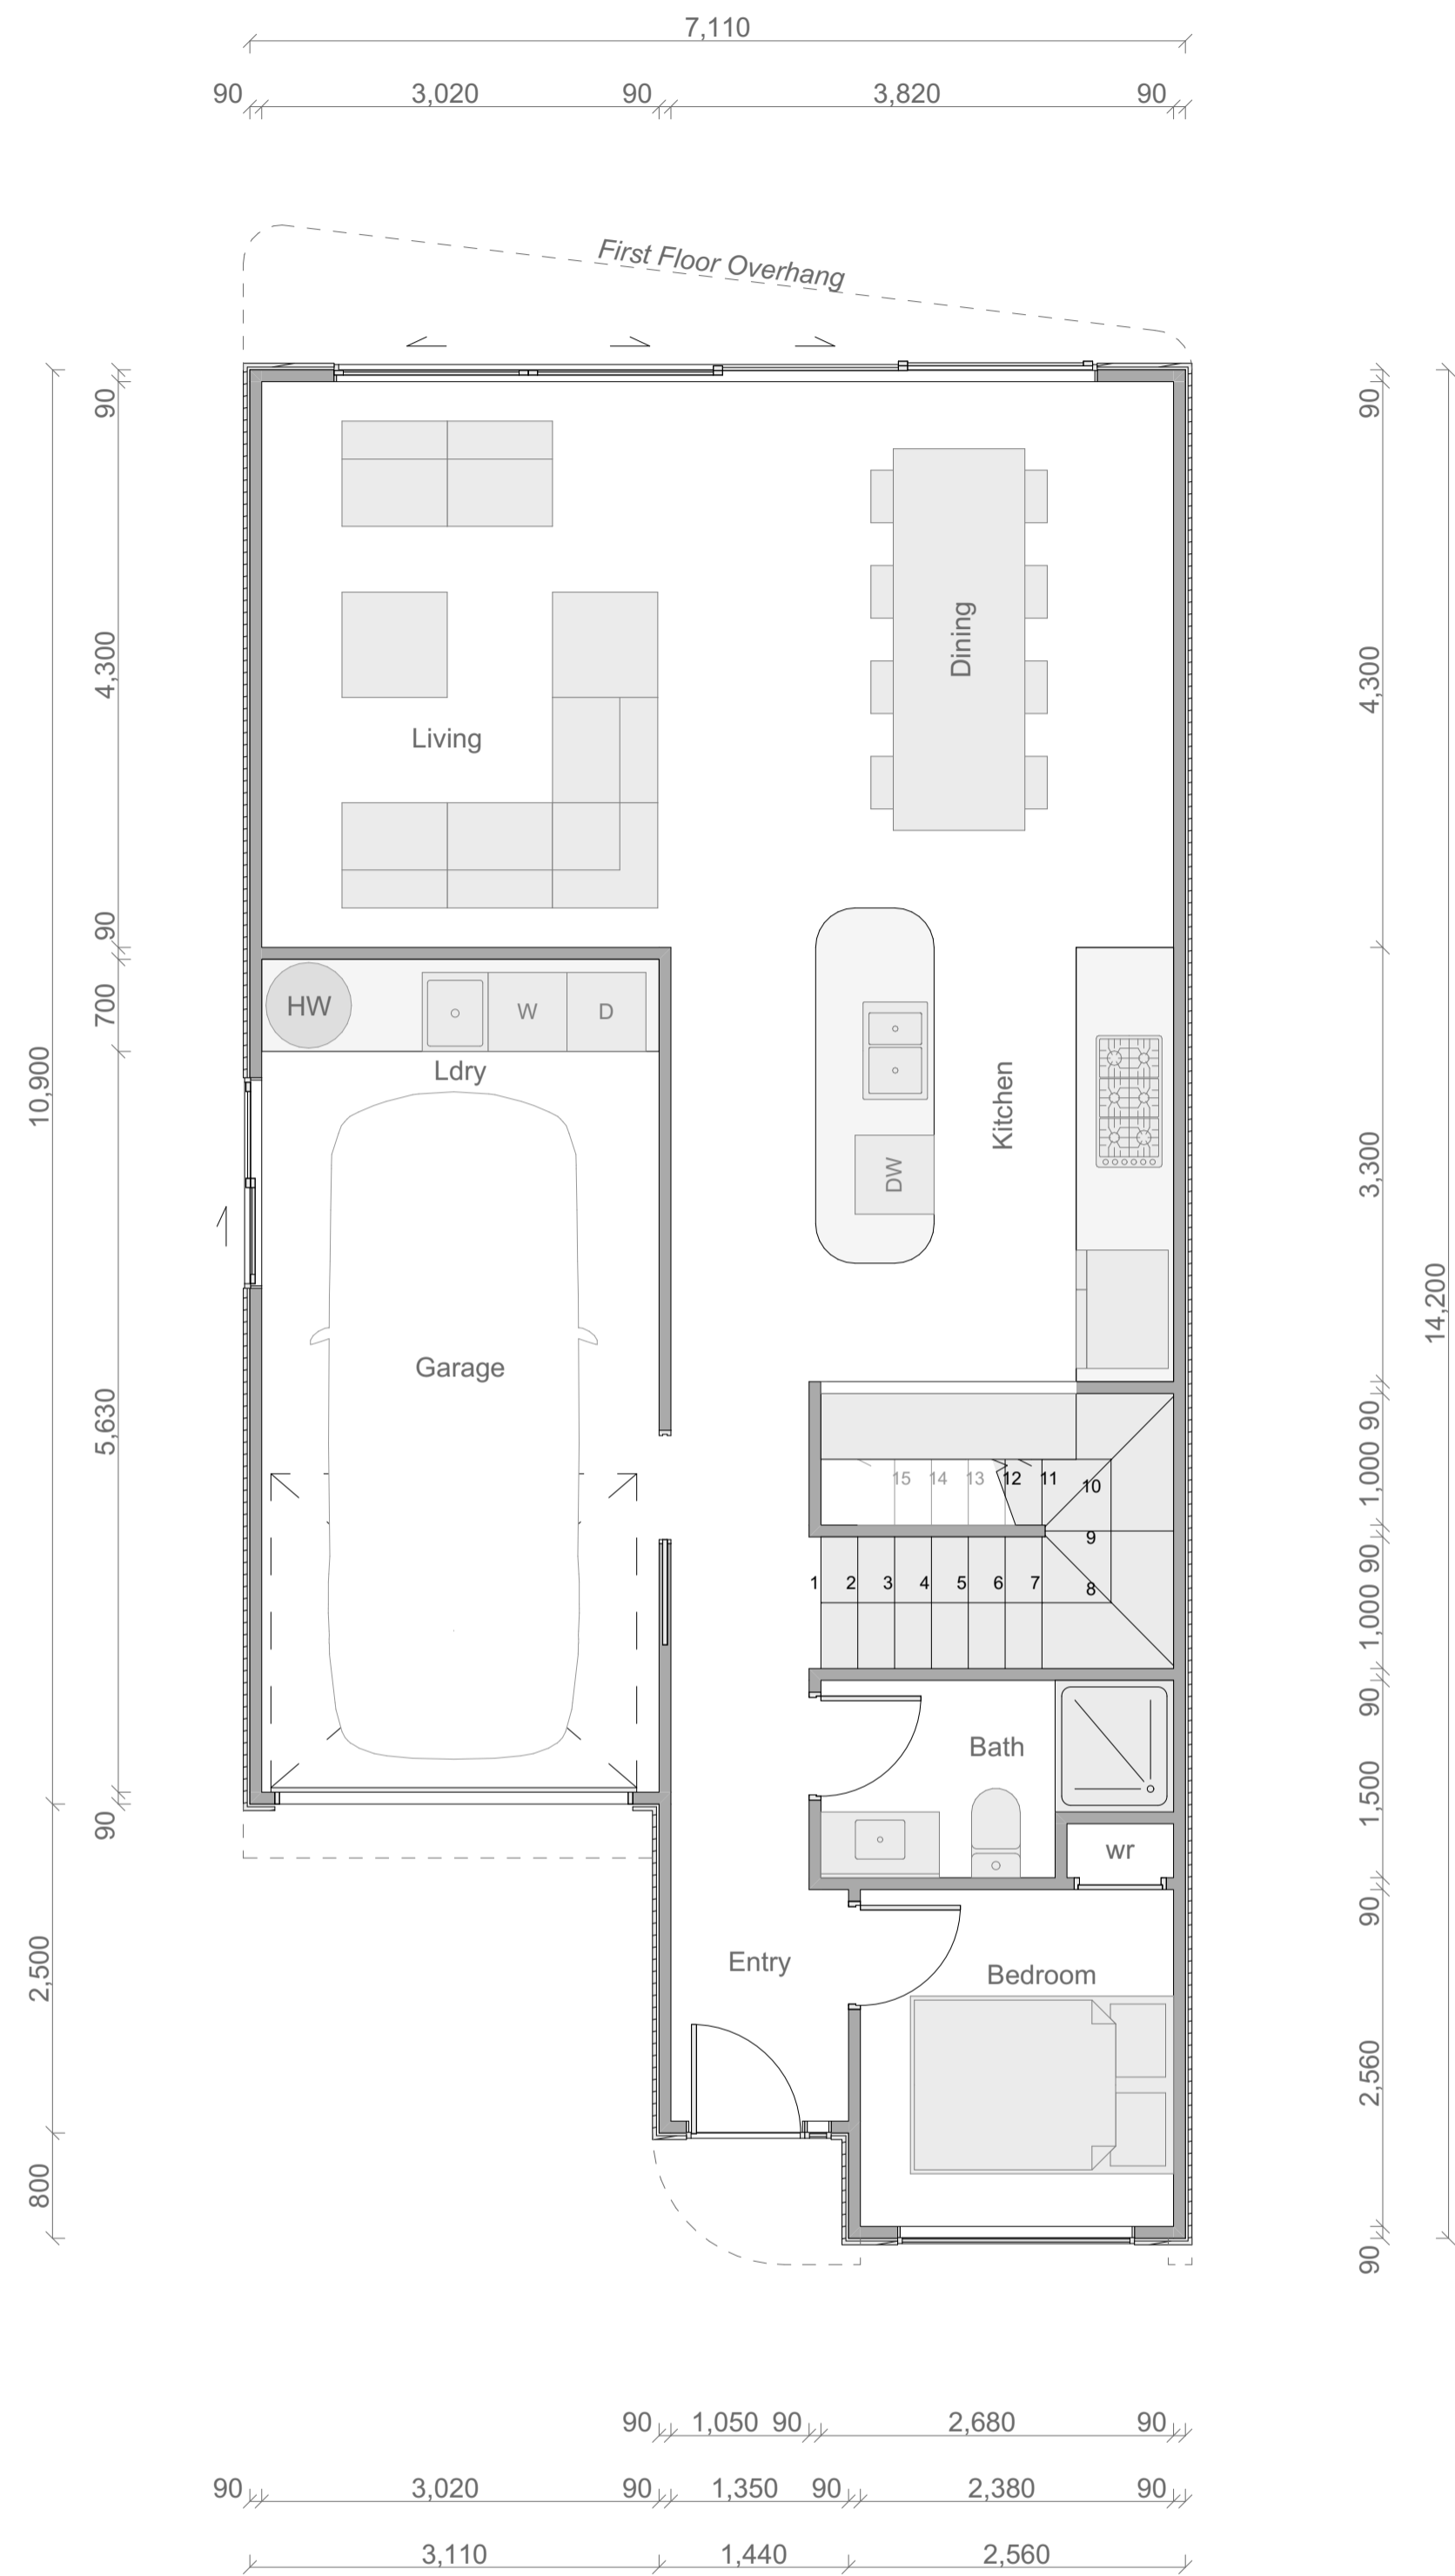 7,110
90 3,020 90 3,820 90
First Floor Overhang
90
90
Dining
4,300
4,300
Living
90
700
HW
W
D
Ldry
10,900
Kitchen
DW
3,300
14,200
Garage
5,630
90
1,000
15 14 13 12 11 10
9
90
1 2 3 4 5 6 7 8
1,000
90
Bath
1,500
90
wr
90
Entry
Bedroom
2,500
2,560
800
90
90 1,050 90 2,680 90
90 3,020 90 1,350 90 2,380 90
3,110 1,440 2,560